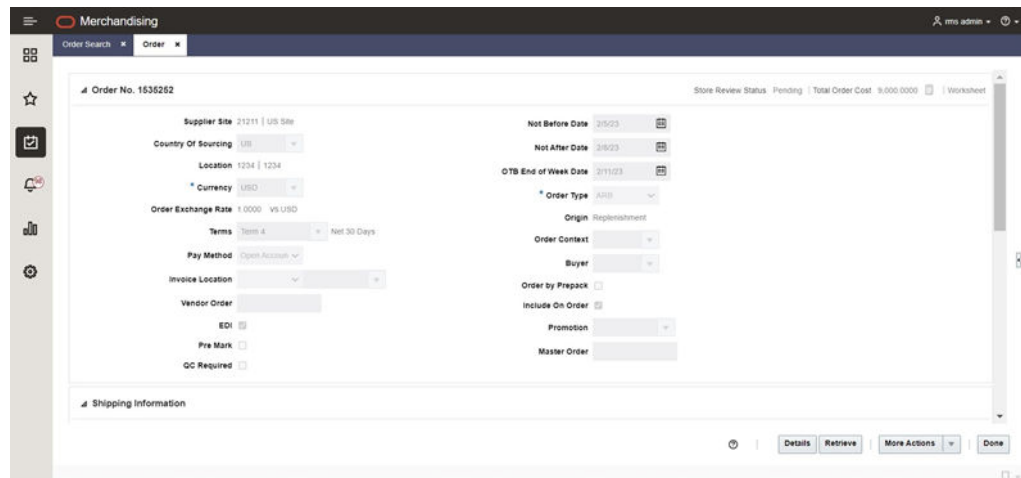 Merchandising
rms admin
Order Search
Order
Order No. 1535252
Store Review Status Pending Total Order Cost 9,000.0000 Worksheet
Supplier Site 21211 | US Site
Country Of Sourcing US
Location 1234 | 1234
* Currency USD
Order Exchange Rate 1.0000 vs USD
Terms Term 4 Net 30 Days
Pay Method Open Account
Invoice Location
Vendor Order
EDI
Pre Mark
QC Required
Not Before Date 2/5/23
Not After Date 2/8/23
OTB End of Week Date 2/11/23
* Order Type ARB
Origin Replenishment
Order Context
Buyer
Order by Prepack
Include On Order
Promotion
Master Order
Shipping Information
Details Retrieve More Actions Done